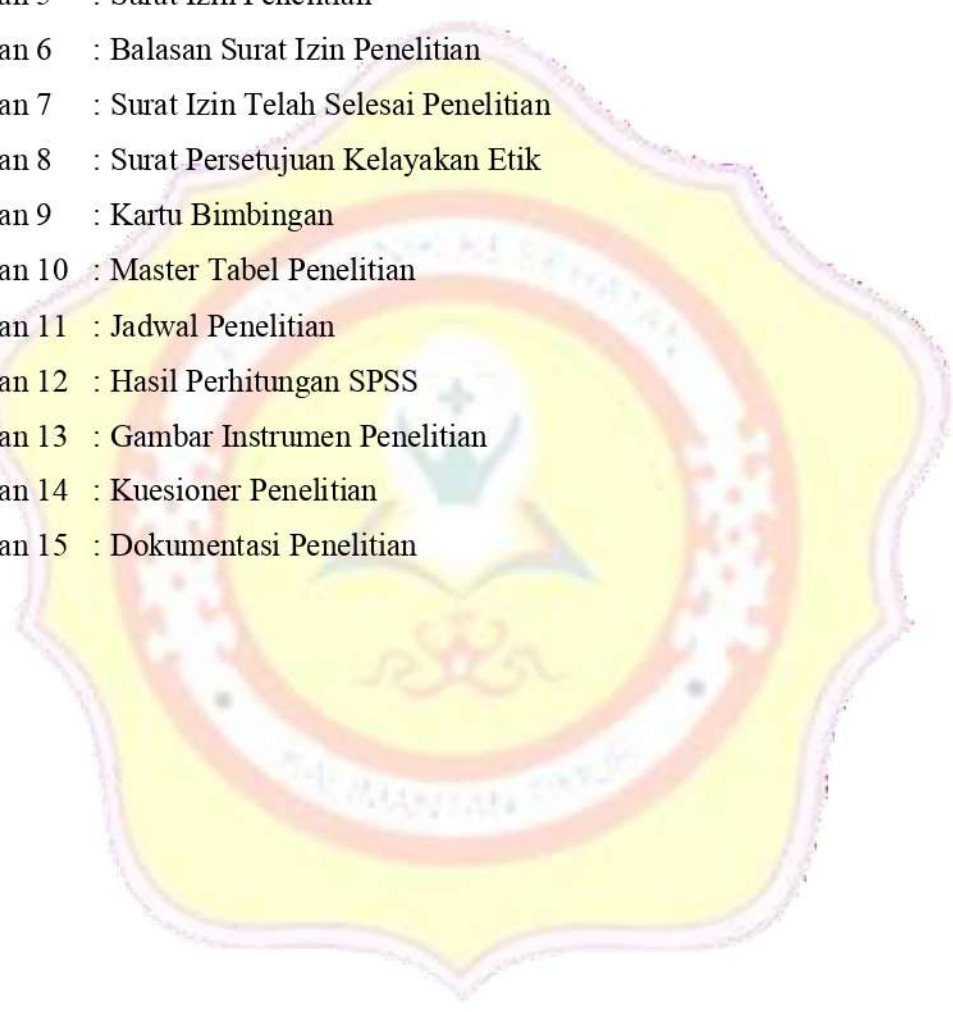 an 6 : Balasan Surat Izin Penelitian
an 7 : Surat Izin Telah Selesai Penelitian
an 8 : Surat Persetujuan Kelayakan Etik
an 9 : Kartu Bimbingan
an 10 : Master Tabel Penelitian
an 11 : Jadwal Penelitian
an 12 : Hasil Perhitungan SPSS
an 13 : Gambar Instrumen Penelitian
an 14 : Kuesioner Penelitian
an 15 : Dokumentasi Penelitian